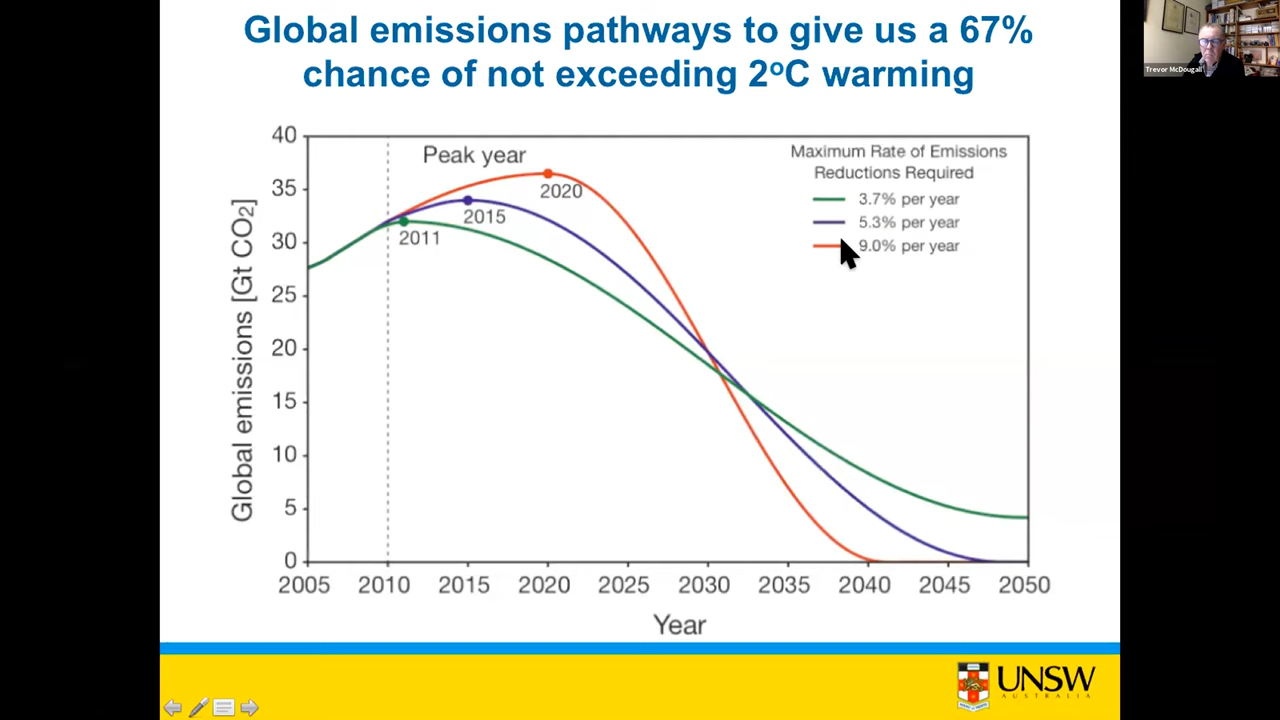 Global emissions pathways to give us a 67%
chance of not exceeding 2°C warming
Trevor McDougall
40
35
30
25
20
15
10
5
0
Global emissions [Gt CO2]
Peak year
2020
2015
2011
Maximum Rate of Emissions
Reductions Required
3.7% per year
5.3% per year
9.0% per year
2005 2010 2015 2020 2025 2030 2035 2040 2045 2050
Year
UNSW
AUSTRALIA